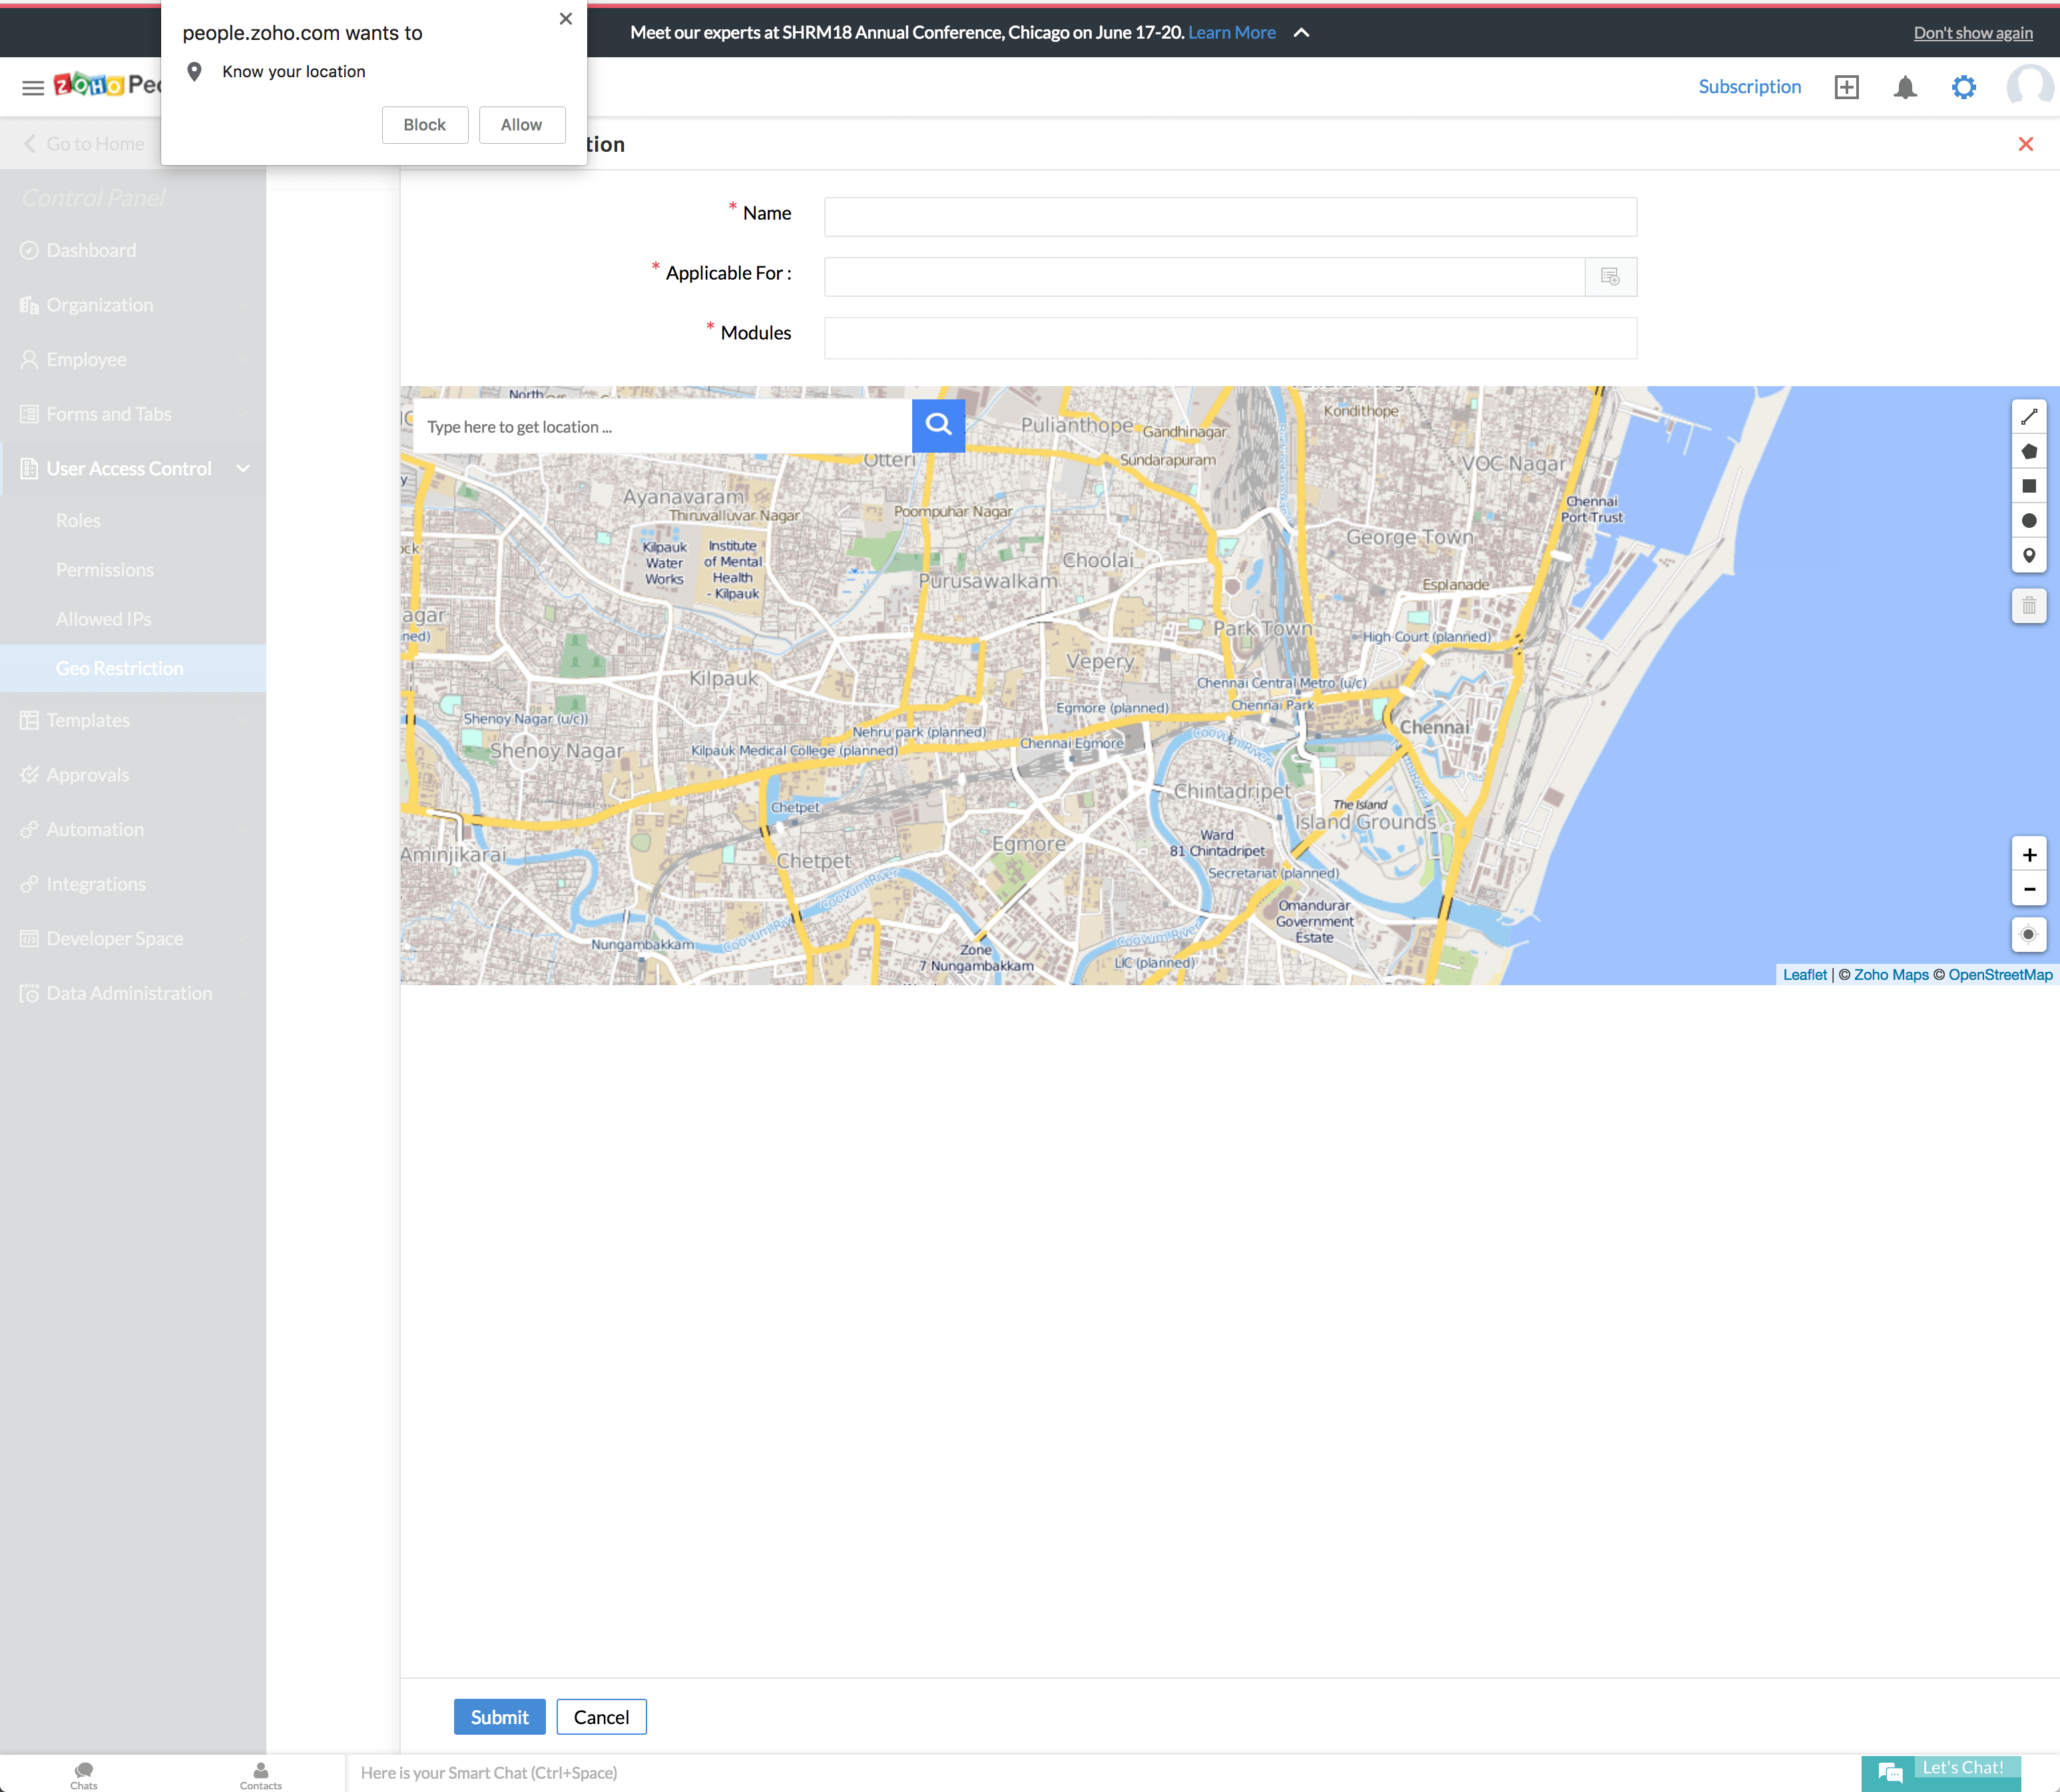 people.zoho.com wants to
Know your location
Block
Allow
Meet our experts at SHRM18 Annual Conference, Chicago on June 17-20. Learn More
Don't show again
ZOHO Peo
Subscription
Go to Home
tion
Control Panel
Dashboard
Organization
Employee
Forms and Tabs
User Access Control
Roles
Permissions
Allowed IPs
Geo Restriction
Templates
Approvals
Automation
Integrations
Developer Space
Data Administration
* Name
* Applicable For :
* Modules
North
Type here to get location ...
Pulianthope
Gandhinagar
Kondithope
Otteri
Sundarapuram
VOC Nagar
Ayanavaram
Thiruvalluvar Nagar
Poompuhar Nagar
Chennai
Port Trust
Kilpauk
Water
Works
Institute
of Mental
Health
- Kilpauk
Choolai
George Town
Purusawalkam
Esplanade
agar
ned)
Park Town
High Court (planned)
Vepery
Kilpauk
Chennai Central Metro (u/c)
Egmore (planned)
Chennai Park
Shenoy Nagar (u/c))
Nehru park (planned)
Chennai
Shenoy Nagar
Kilpauk Medical College (planned)
Chennai Egmore
CoovumRiver
Chintadripet
Chetpet
The Island
Island Grounds
Ward
81 Chintadripet
Aminjikarai
Chetpet
Egmore
Secretariat (planned)
CoovumRiver
Omandurar
Government
Estate
Nungambakkam
CoovumRiver
Zone
7 Nungambakkam
CoovumRiver
LIC (planned)
Leaflet | © Zoho Maps © OpenStreetMap
Submit
Cancel
Chats
Contacts
Here is your Smart Chat (Ctrl+Space)
Let's Chat!